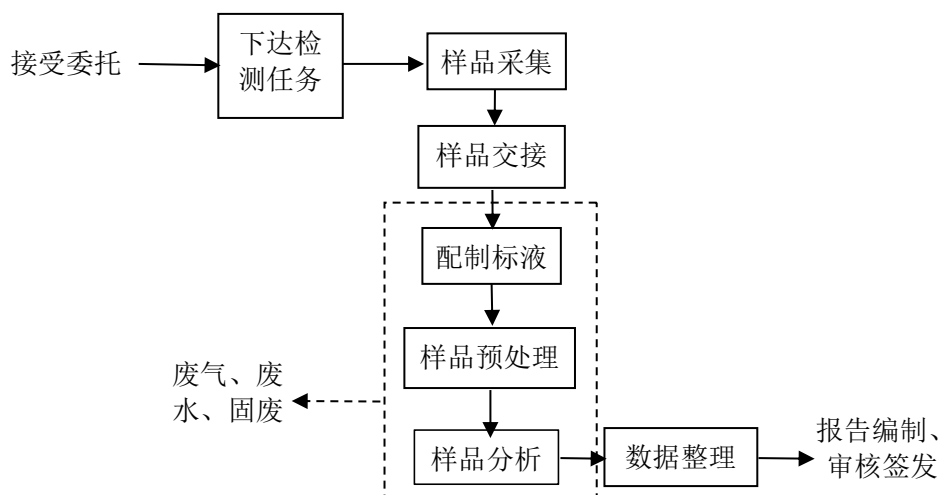 接受委托
下达检
测任务
样品采集
样品交接
配制标液
样品预处理
废气、废
水、固废
样品分析
数据整理
报告编制、
审核签发